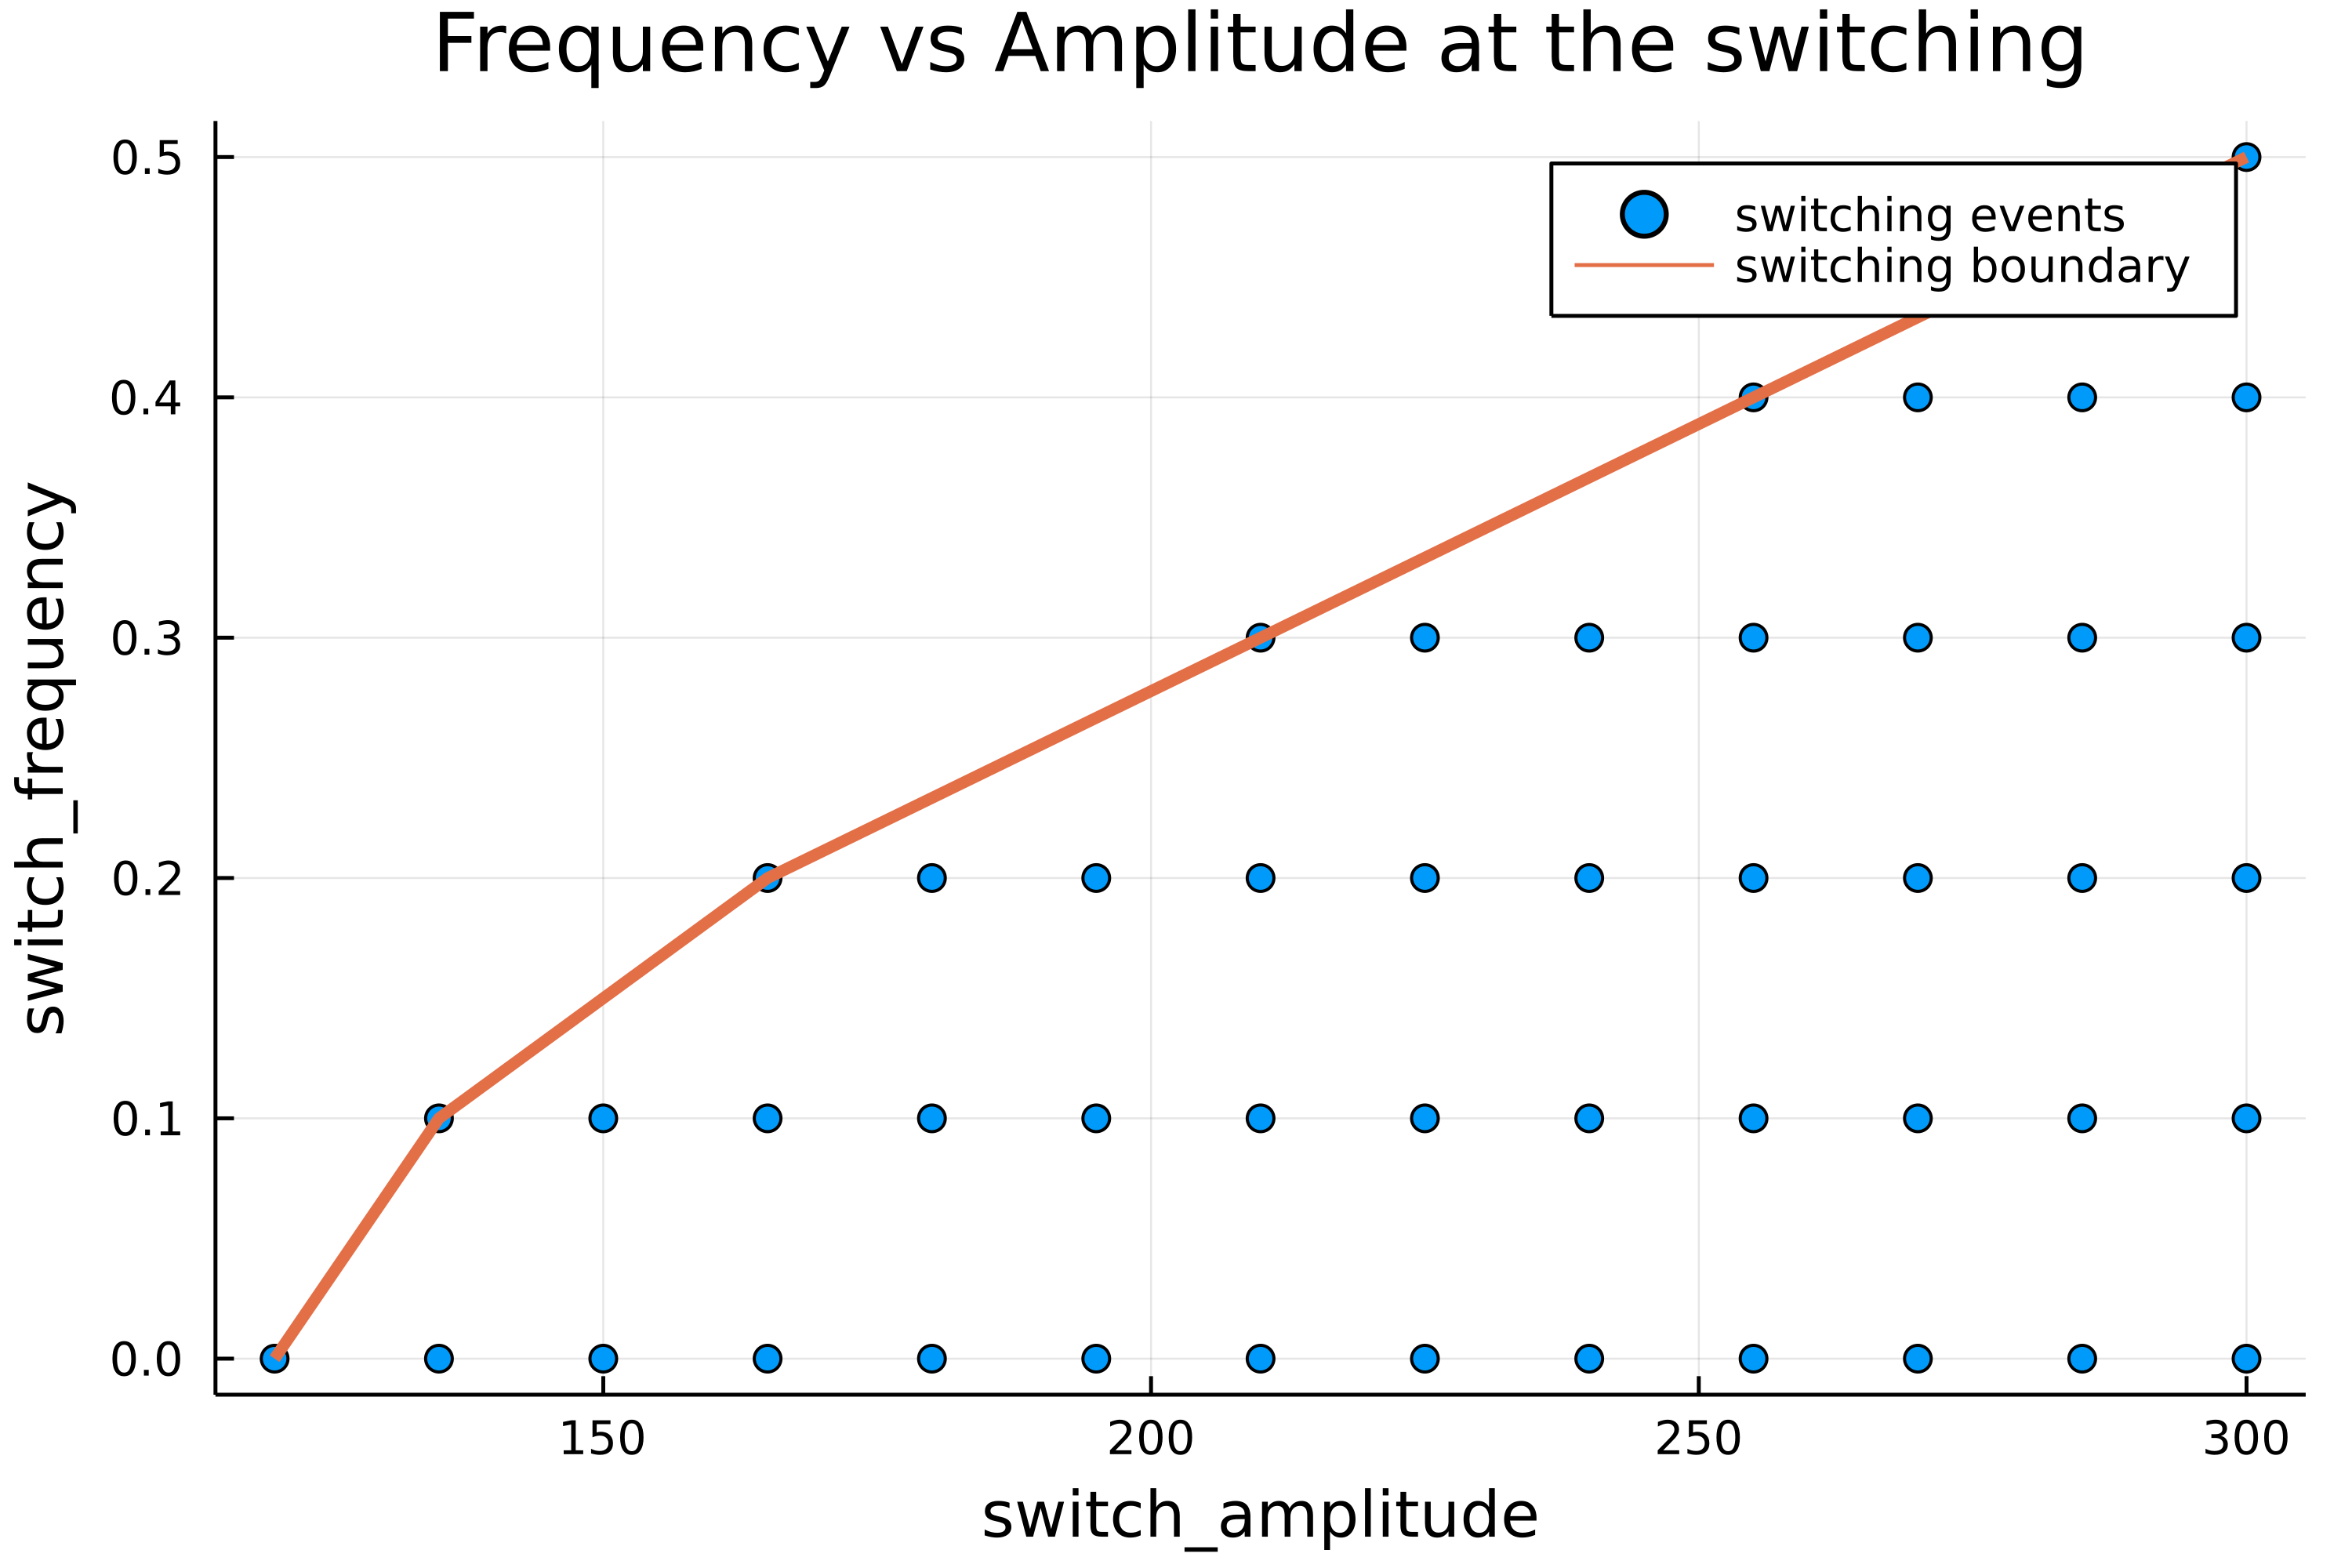 Frequency vs Amplitude at the switching
switching events
switching boundary
switch_frequency
0.5
0.4
0.3
0.2
0.1
0.0
150 200 250 300
switch_amplitude